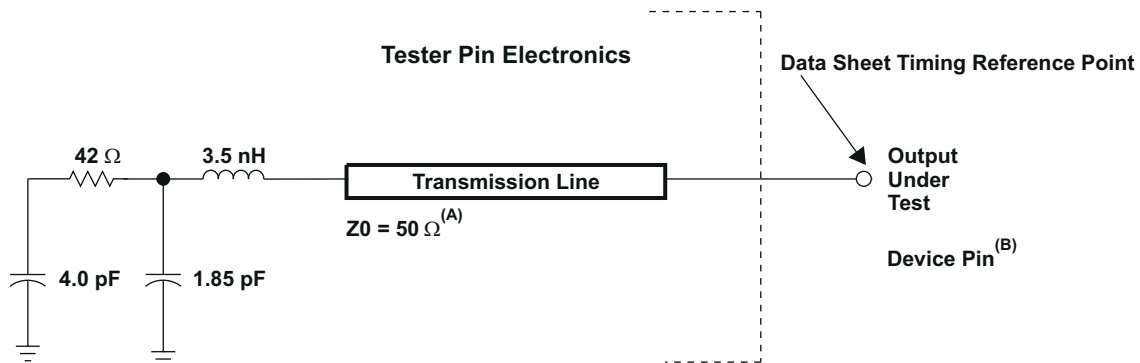 Tester Pin Electronics
Data Sheet Timing Reference Point
42 Ω
3.5 nH
Transmission Line
Output
Under
Test
Z0 = 50 Ω(A)
Device Pin(B)
4.0 pF
1.85 pF